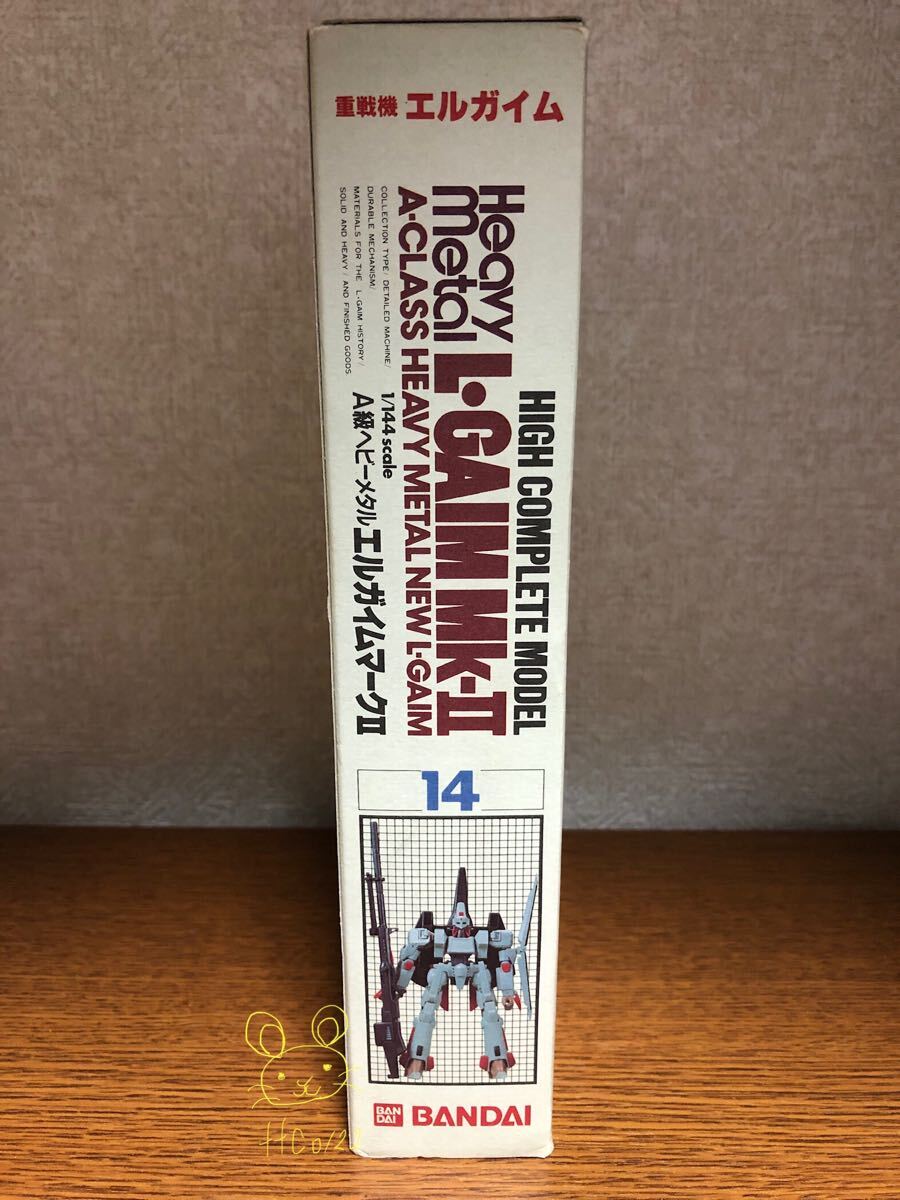 重戦機 エルガイム
HIGH COMPLETE MODEL
Heavy
Metal
L·GAIM Mk-II
A-CLASS HEAVY METAL NEW L·GAIM
COLLECTION TYPE/ DETAILED MACHINE/
DURABLE MECHANISM/
MATERIALS FOR THE L·GAIM HISTORY/
SOLID AND HEAVY/ AND FINISHED GOODS
1/144 scale
A級ヘビーメタル エルガイムマークII
14
BAN
DAI
BANDAI